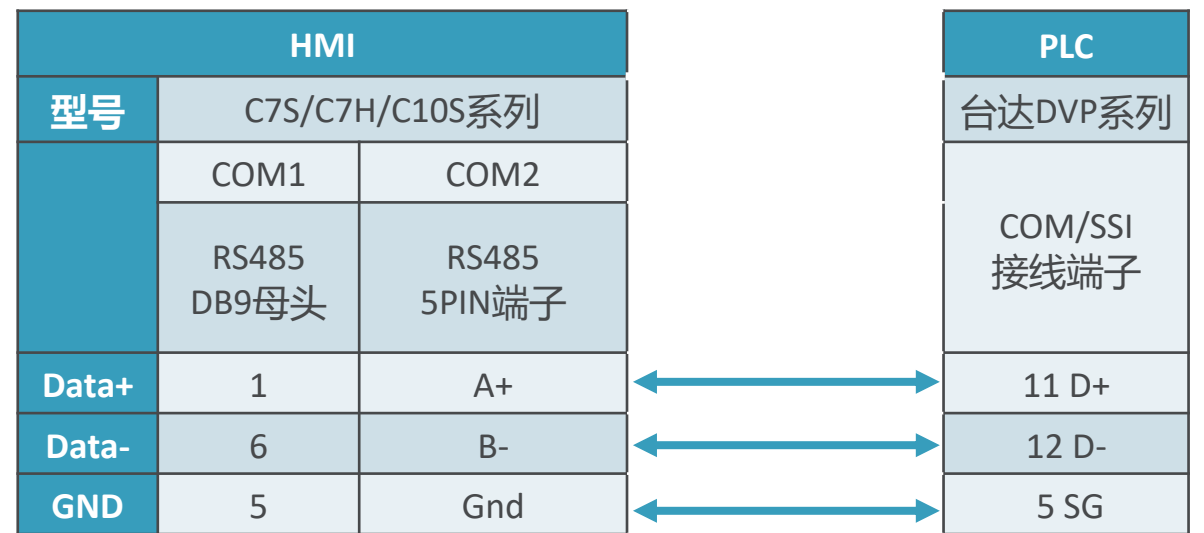 HMI
PLC
型号
C7S/C7H/C10S系列
台达DVP系列
COM1
COM2
COM/SSI
接线端子
RS485
DB9母头
RS485
5PIN端子
Data+
1
A+
11 D+
Data-
6
B-
12 D-
GND
5
Gnd
5 SG